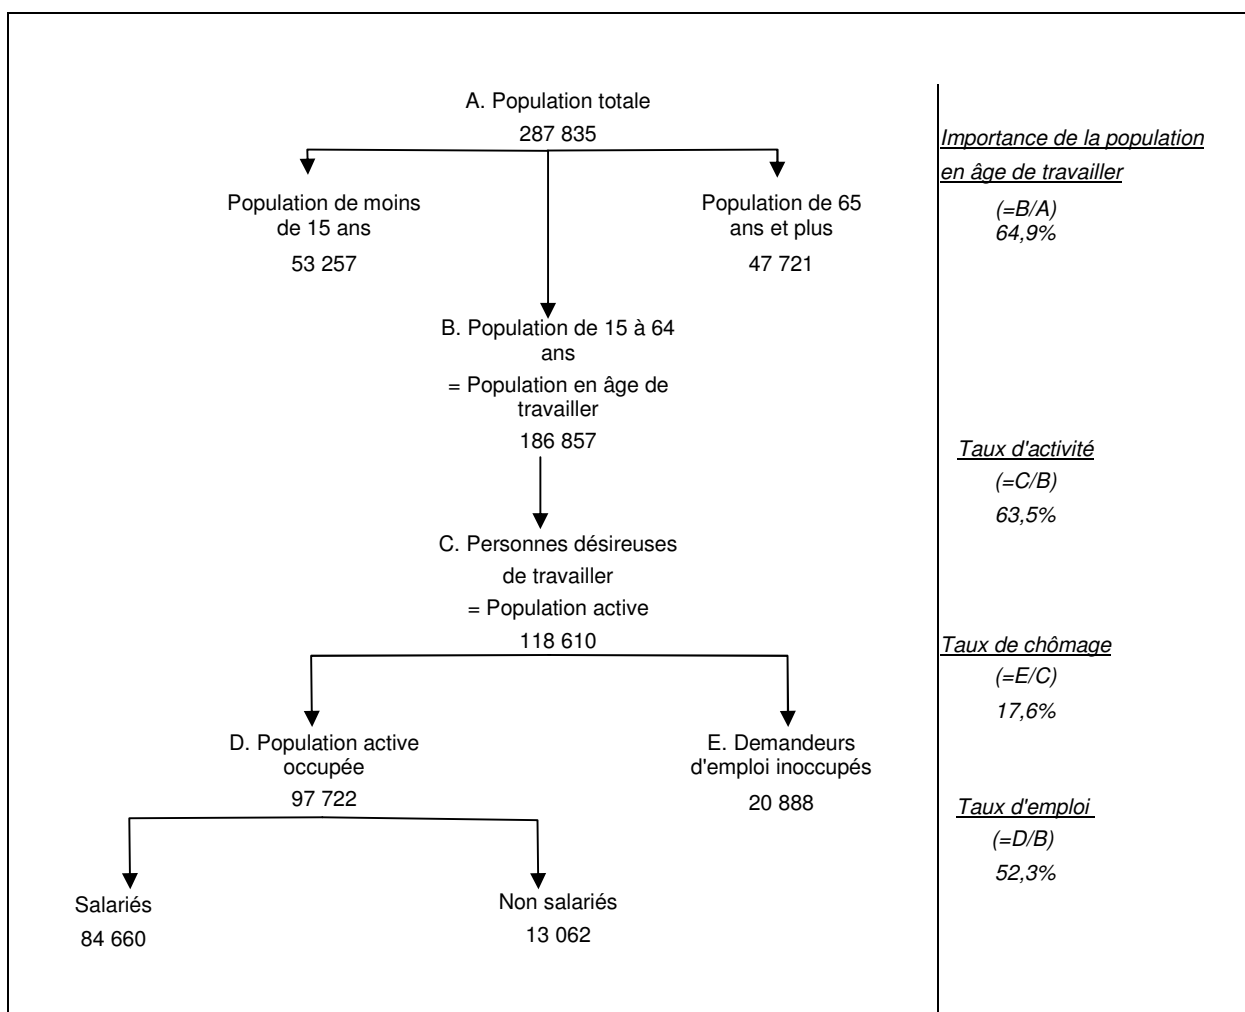 A. Population totale
287 835
Population de moins
de 15 ans
53 257
Population de 65
ans et plus
47 721
B. Population de 15 à 64
ans
= Population en âge de
travailler
186 857
C. Personnes désireuses
de travailler
= Population active
118 610
D. Population active
occupée
97 722
E. Demandeurs
d'emploi inoccupés
20 888
Salariés
84 660
Non salariés
13 062
Importance de la population
en âge de travailler
(=B/A)
64,9%
Taux d'activité
(=C/B)
63,5%
Taux de chômage
(=E/C)
17,6%
Taux d'emploi
(=D/B)
52,3%